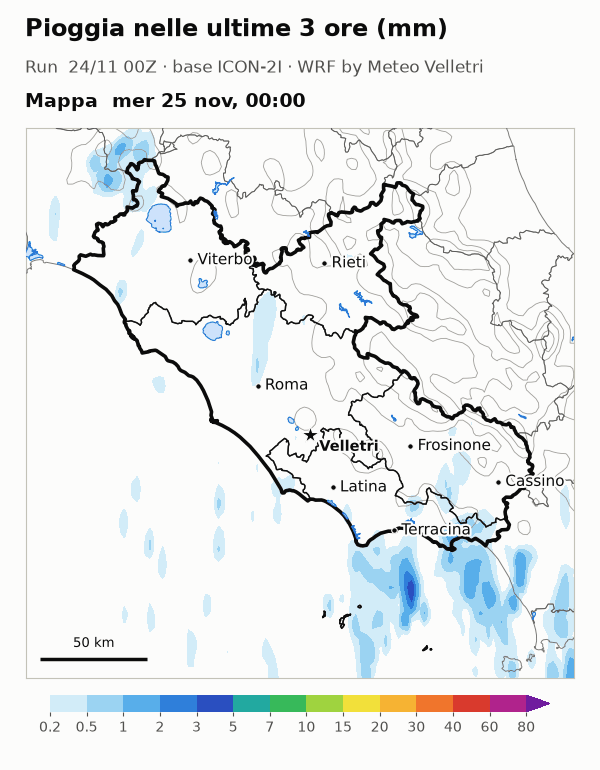 Pioggia nelle ultime 3 ore (mm)
Run  24/11 00Z · base ICON-2I · WRF by Meteo Velletri
Mappa  mer 25 nov, 00:00
Viterbo
Rieti
Roma
Velletri
Frosinone
Cassino
Latina
Terracina
50 km
0.2 0.5 1 2 3 5 7 10 15 20 30 40 60 80